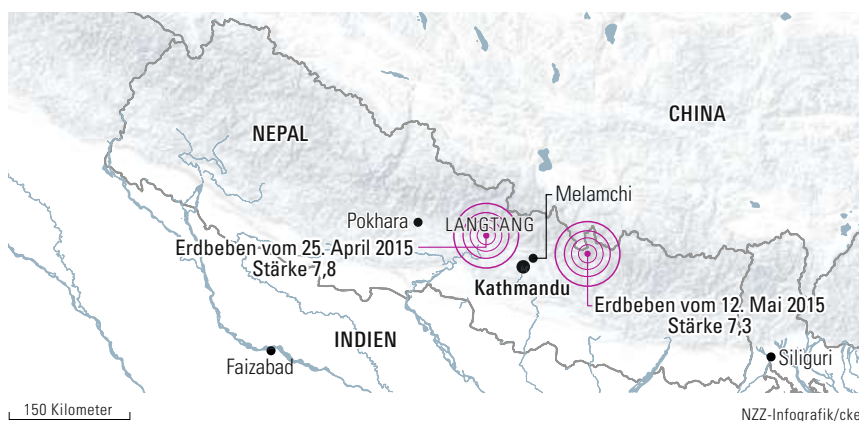 CHINA
NEPAL
Melamchi
Pokhara
LANGTANG
Erdbeben vom 25. April 2015
Stärke 7,8
Kathmandu
Erdbeben vom 12. Mai 2015
Stärke 7,3
INDIEN
Faizabad
Siliguri
150 Kilometer
NZZ-Infografik/cke